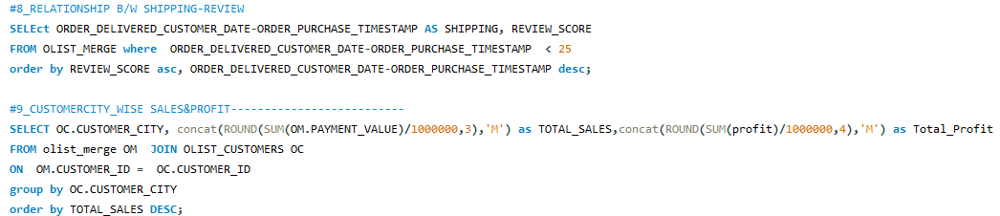 #8_RELATIONSHIP B/W SHIPPING-REVIEW
SELEct ORDER_DELIVERED_CUSTOMER_DATE-ORDER_PURCHASE_TIMESTAMP AS SHIPPING, REVIEW_SCORE
FROM OLIST_MERGE where  ORDER_DELIVERED_CUSTOMER_DATE-ORDER_PURCHASE_TIMESTAMP  < 25
order by REVIEW_SCORE asc, ORDER_DELIVERED_CUSTOMER_DATE-ORDER_PURCHASE_TIMESTAMP desc;
#9_CUSTOMERCITY_WISE SALES&PROFIT--------------------------
SELECT OC.CUSTOMER_CITY, concat(ROUND(SUM(OM.PAYMENT_VALUE)/1000000,3),'M') as TOTAL_SALES,concat(ROUND(SUM(profit)/1000000,4),'M') as Total_Profit
FROM olist_merge OM  JOIN OLIST_CUSTOMERS OC
ON  OM.CUSTOMER_ID =  OC.CUSTOMER_ID
group by OC.CUSTOMER_CITY
order by TOTAL_SALES DESC;